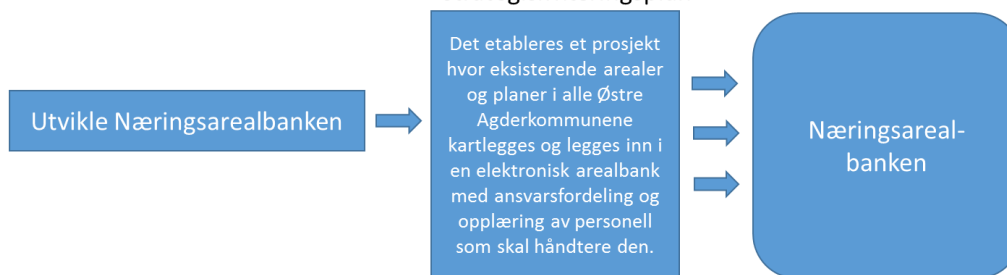 Utvikle Næringsarealbanken
Det etableres et prosjekt
hvor eksisterende arealer
og planer i alle Østre
Agderkommunene
kartlegges og legges inn i
en elektronisk arealbank
med ansvarsfordeling og
opplæring av personell
som skal håndtere den.
Næringsareal-
banken